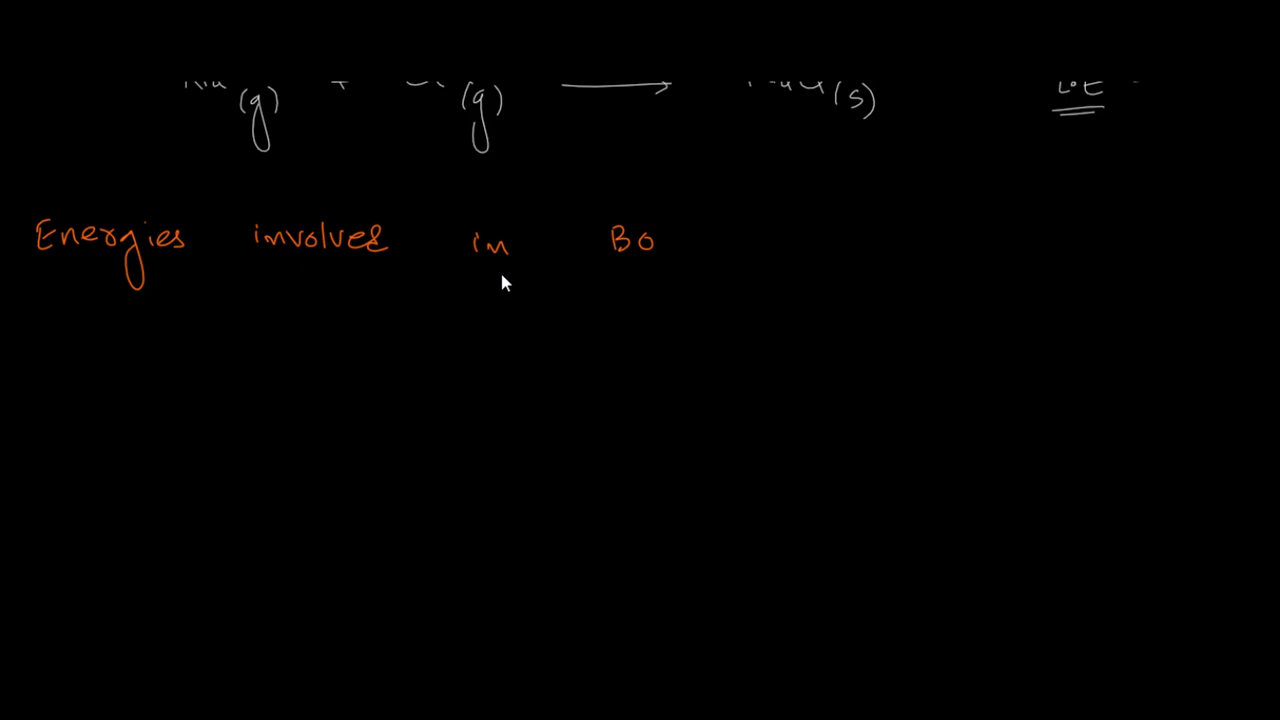 (g) + (g) → (s) L.E
Energies involved in BO